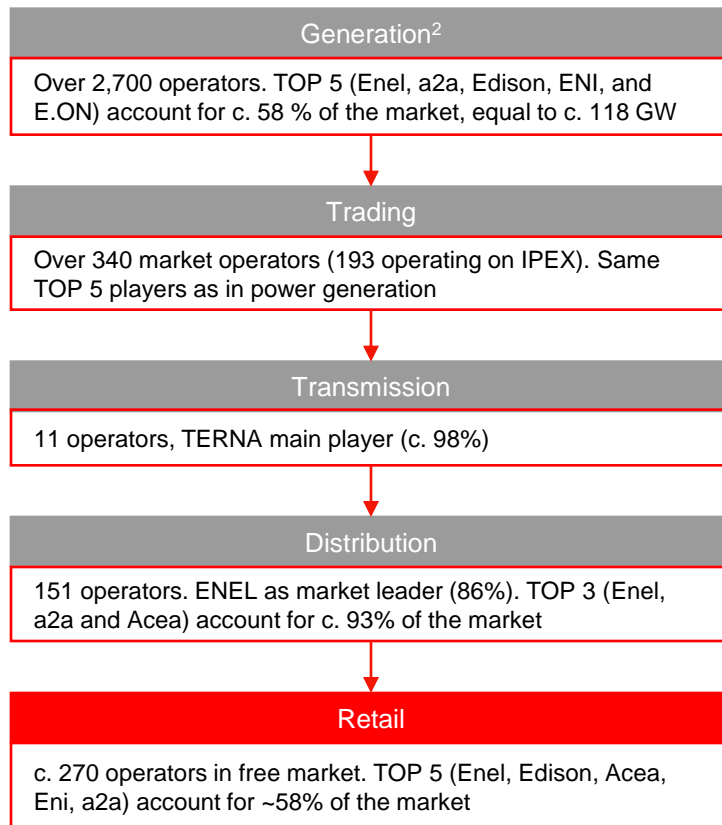 Generation²
Over 2,700 operators. TOP 5 (Enel, a2a, Edison, ENI, and
E.ON) account for c. 58 % of the market, equal to c. 118 GW
Trading
Over 340 market operators (193 operating on IPEX). Same
TOP 5 players as in power generation
Transmission
11 operators, TERNA main player (c. 98%)
Distribution
151 operators. ENEL as market leader (86%). TOP 3 (Enel,
a2a and Acea) account for c. 93% of the market
Retail
c. 270 operators in free market. TOP 5 (Enel, Edison, Acea,
Eni, a2a) account for ~58% of the market